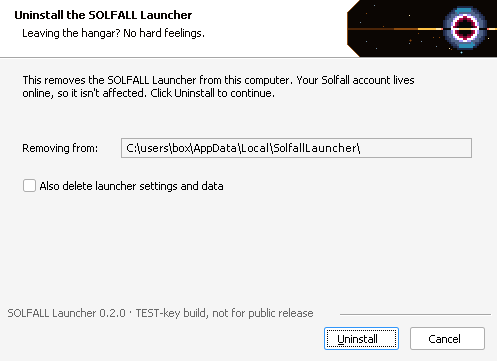 Uninstall the SOLFALL Launcher
Leaving the hangar? No hard feelings.
This removes the SOLFALL Launcher from this computer. Your Solfall account lives
online, so it isn't affected. Click Uninstall to continue.
Removing from: C:\users\box\AppData\Local\SolfallLauncher\
Also delete launcher settings and data
SOLFALL Launcher 0.2.0 · TEST-key build, not for public release
Uninstall Cancel